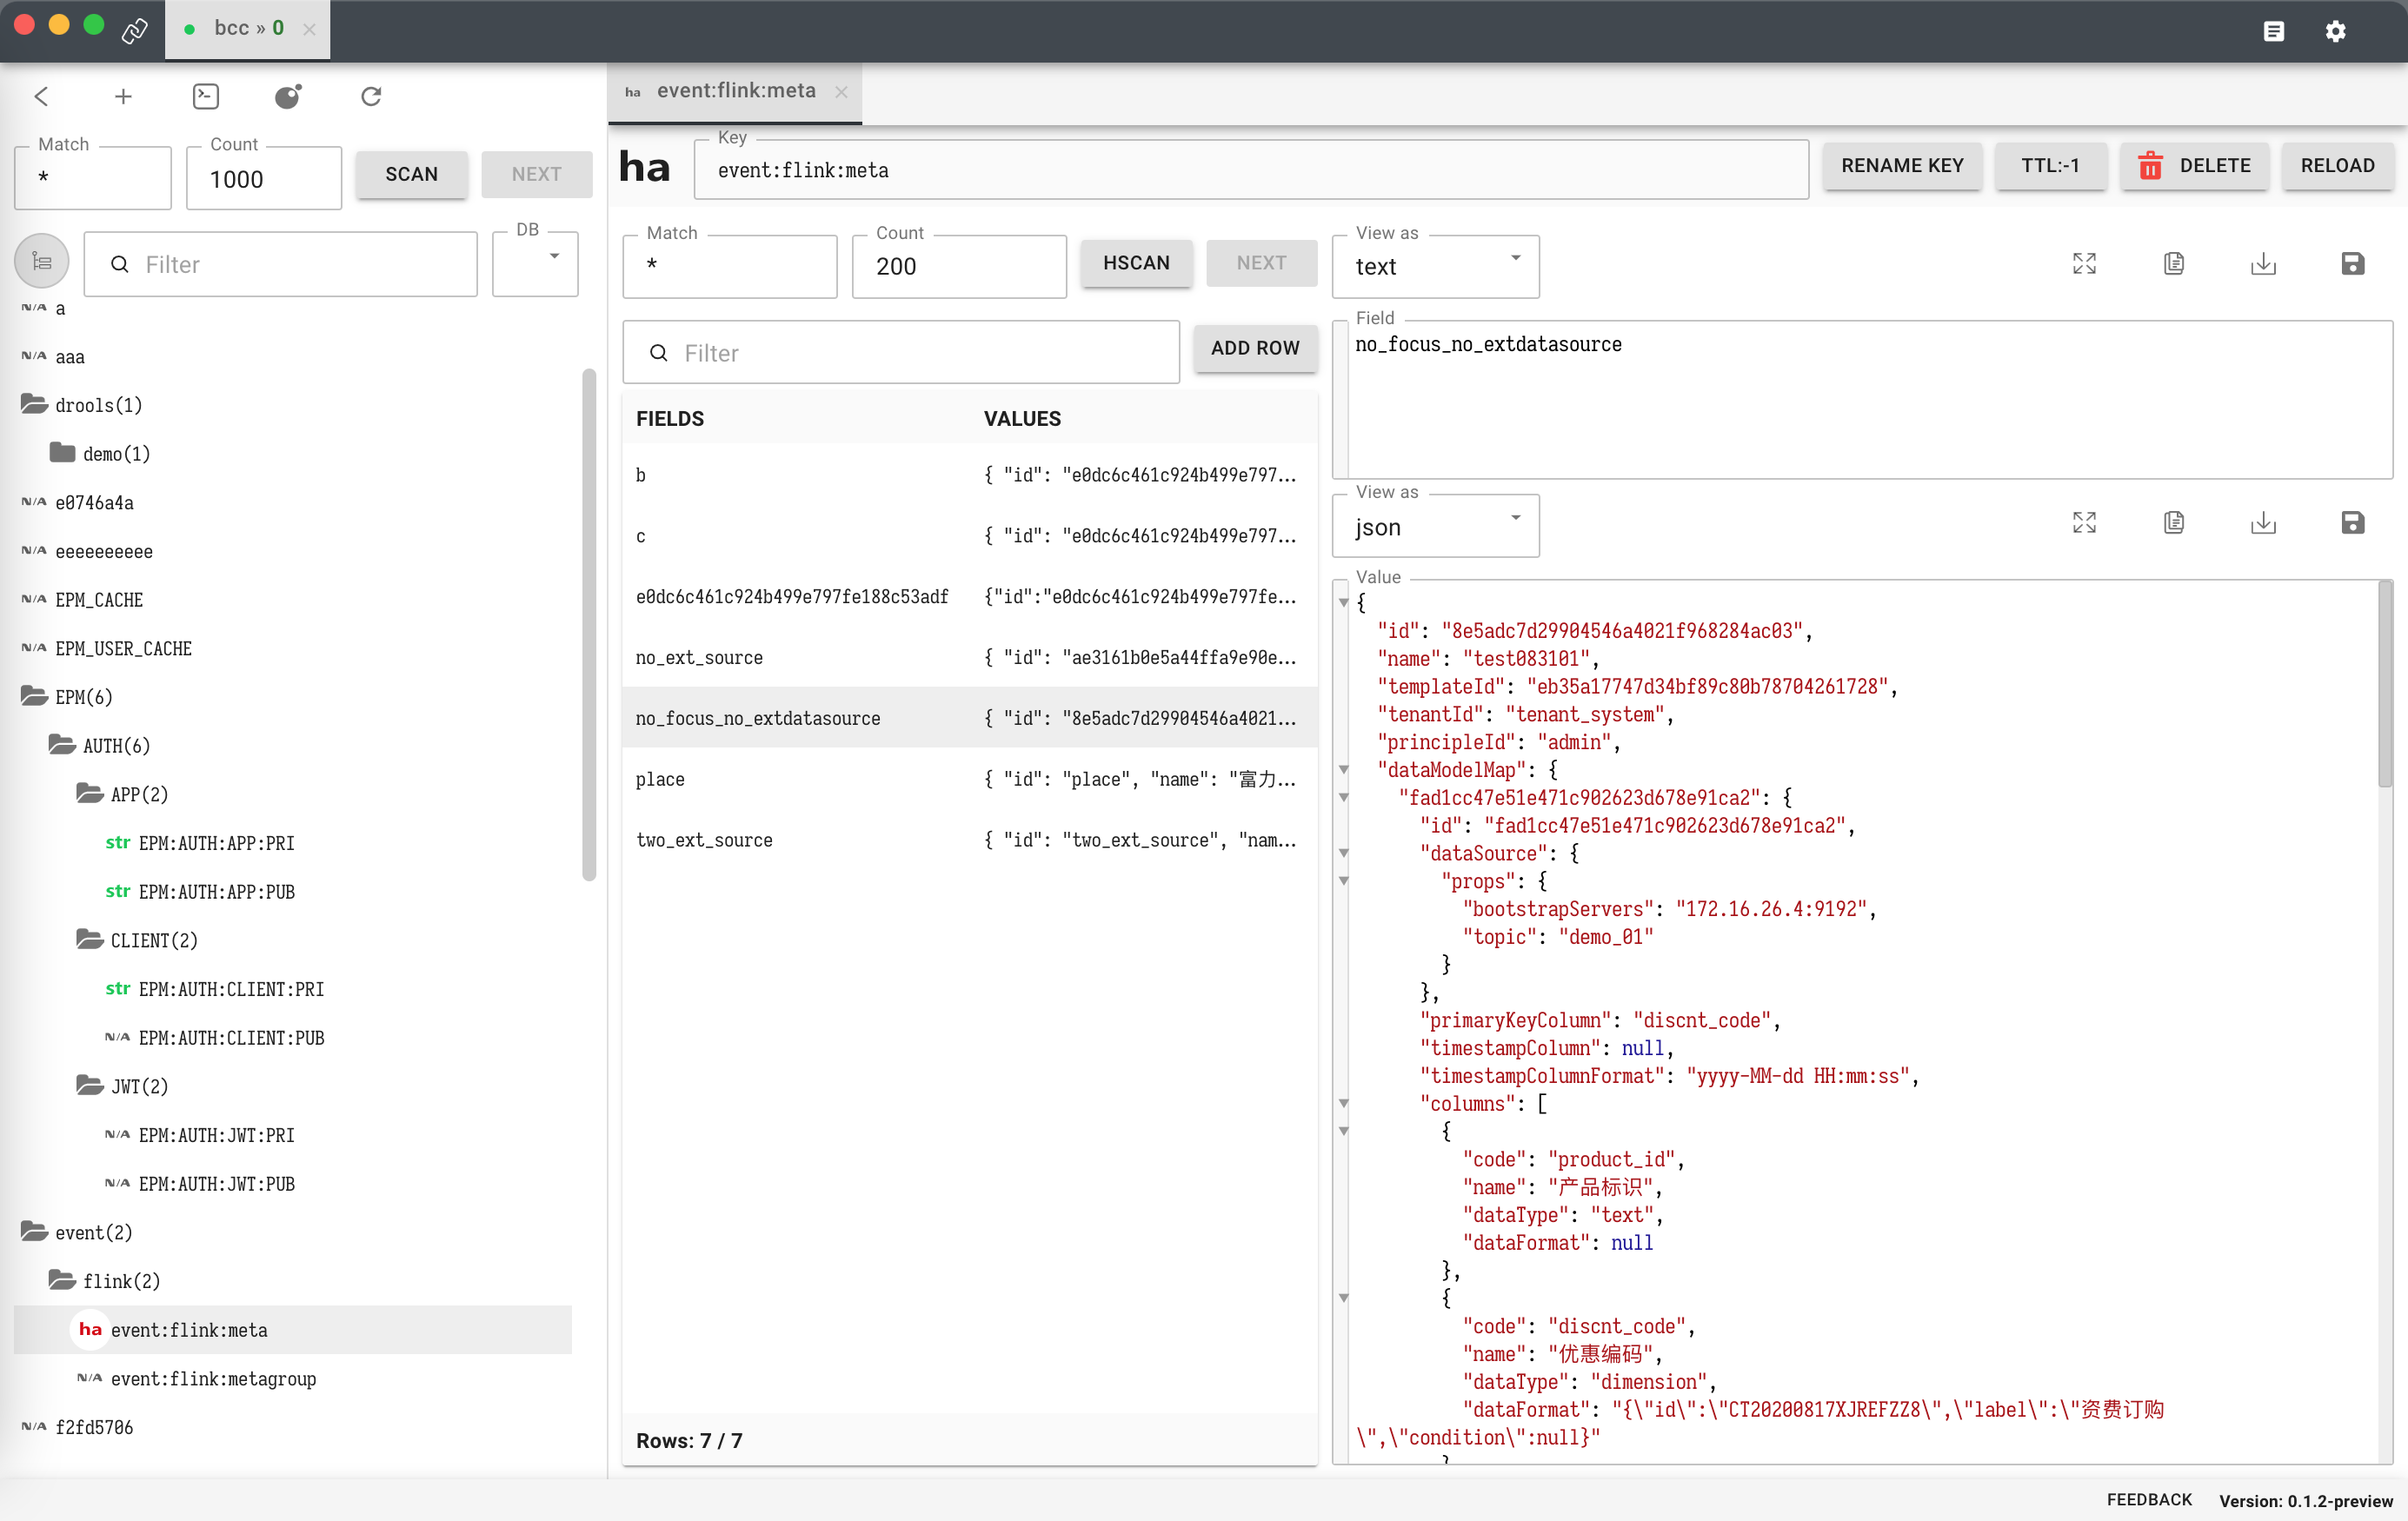 bcc » 0
Match
*
Count
1000
SCAN
NEXT
Filter
DB
N/A a
N/A aaa
drools(1)
demo(1)
N/A e0746a4a
N/A eeeeeeeeee
N/A EPM_CACHE
N/A EPM_USER_CACHE
EPM(6)
AUTH(6)
APP(2)
str EPM:AUTH:APP:PRI
str EPM:AUTH:APP:PUB
CLIENT(2)
str EPM:AUTH:CLIENT:PRI
N/A EPM:AUTH:CLIENT:PUB
JWT(2)
N/A EPM:AUTH:JWT:PRI
N/A EPM:AUTH:JWT:PUB
event(2)
flink(2)
ha event:flink:meta
N/A event:flink:metagroup
N/A f2fd5706
ha event:flink:meta
ha
Key
event:flink:meta
RENAME KEY
TTL:-1
DELETE
RELOAD
Match
*
Count
200
HSCAN
NEXT
Filter
ADD ROW
FIELDS VALUES
b { "id": "e0dc6c461c924b499e797...
c { "id": "e0dc6c461c924b499e797...
e0dc6c461c924b499e797fe188c53adf {"id":"e0dc6c461c924b499e797fe...
no_ext_source { "id": "ae3161b0e5a44ffa9e90e...
no_focus_no_extdatasource { "id": "8e5adc7d29904546a4021...
place { "id": "place", "name": "富力...
two_ext_source { "id": "two_ext_source", "nam...
Rows: 7 / 7
View as
text
Field
no_focus_no_extdatasource
View as
json
Value
{
"id": "8e5adc7d29904546a4021f968284ac03",
"name": "test083101",
"templateId": "eb35a17747d34bf89c80b78704261728",
"tenantId": "tenant_system",
"principleId": "admin",
"dataModelMap": {
"fad1cc47e51e471c902623d678e91ca2": {
"id": "fad1cc47e51e471c902623d678e91ca2",
"dataSource": {
"props": {
"bootstrapServers": "172.16.26.4:9192",
"topic": "demo_01"
}
},
"primaryKeyColumn": "discnt_code",
"timestampColumn": null,
"timestampColumnFormat": "yyyy-MM-dd HH:mm:ss",
"columns": [
{
"code": "product_id",
"name": "产品标识",
"dataType": "text",
"dataFormat": null
},
{
"code": "discnt_code",
"name": "优惠编码",
"dataType": "dimension",
"dataFormat": "{\"id\":\"CT20200817XJREFZZ8\",\"label\":\"资费订购
\",\"condition\":null}"
}
FEEDBACK
Version: 0.1.2-preview